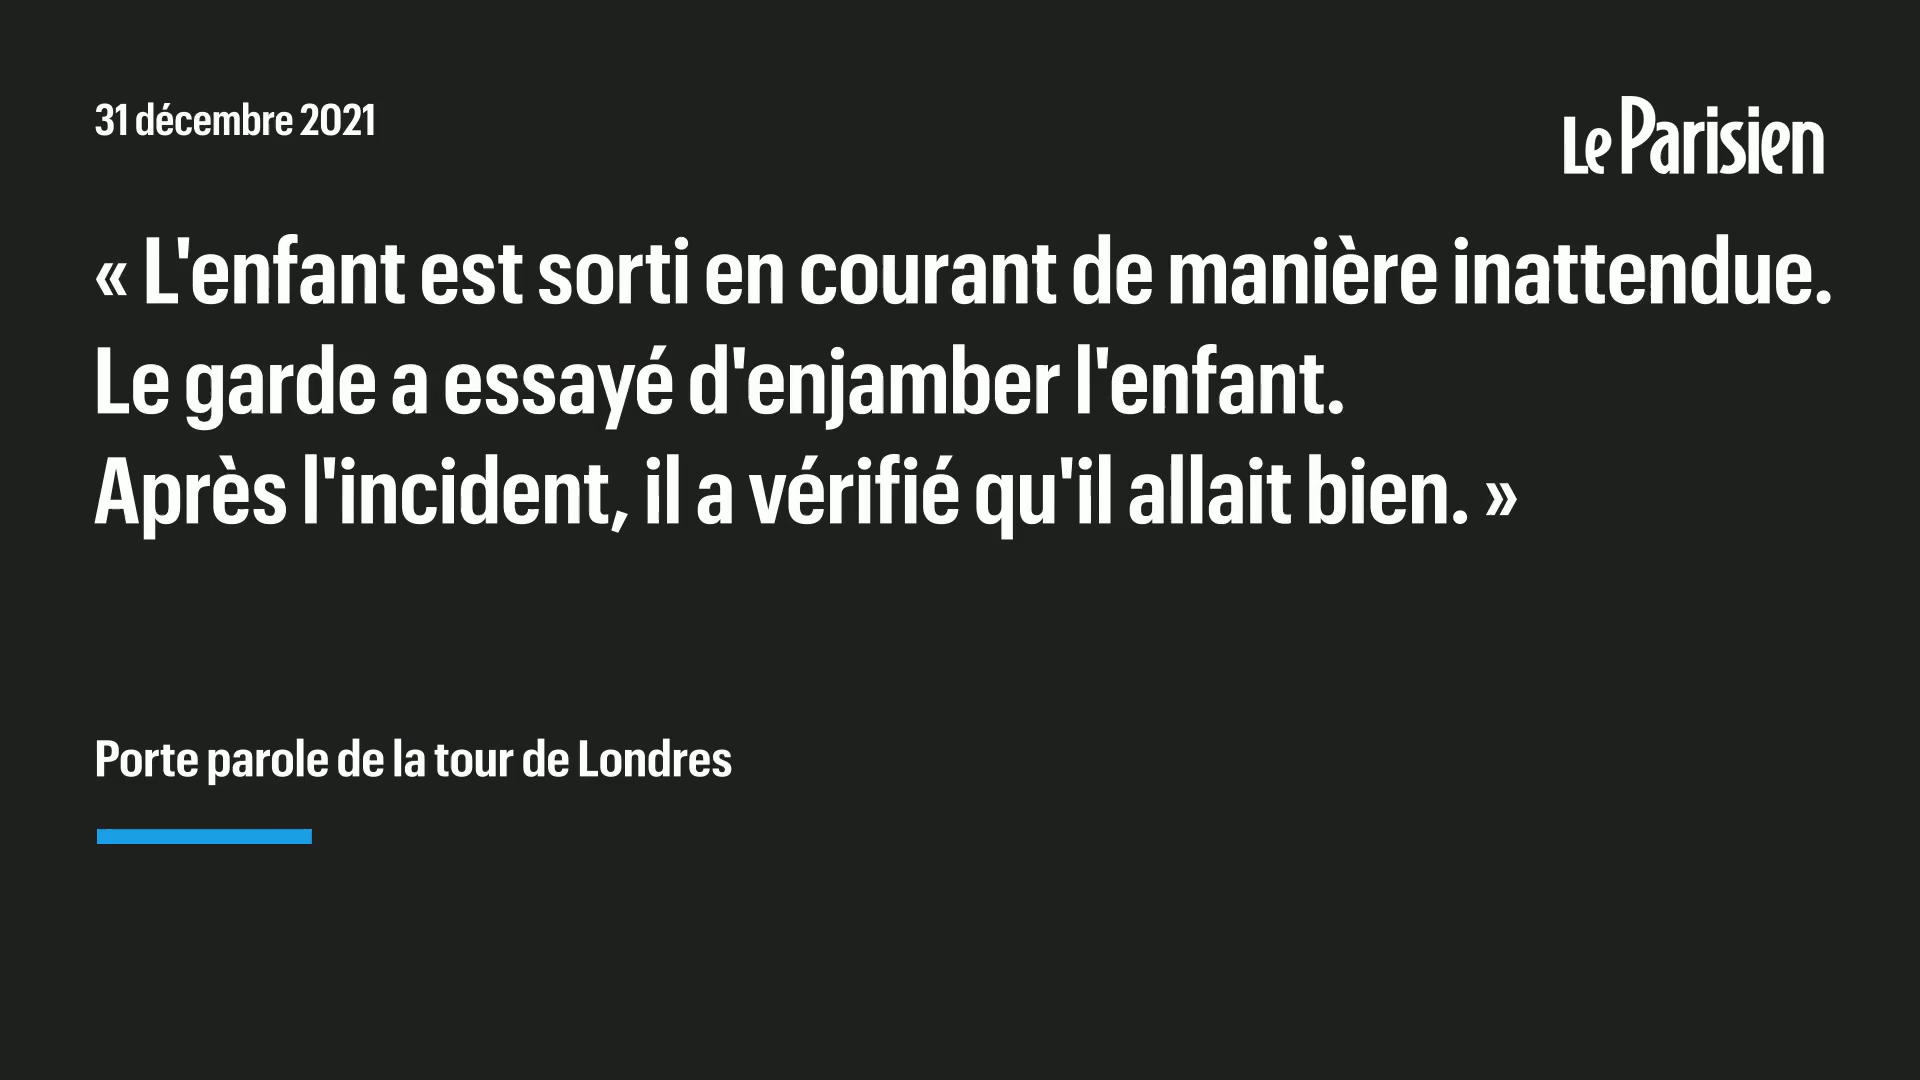 31 décembre 2021
Le Parisien
« L'enfant est sorti en courant de manière inattendue.
Le garde a essayé d'enjamber l'enfant.
Après l'incident, il a vérifié qu'il allait bien. »
Porte parole de la tour de Londres